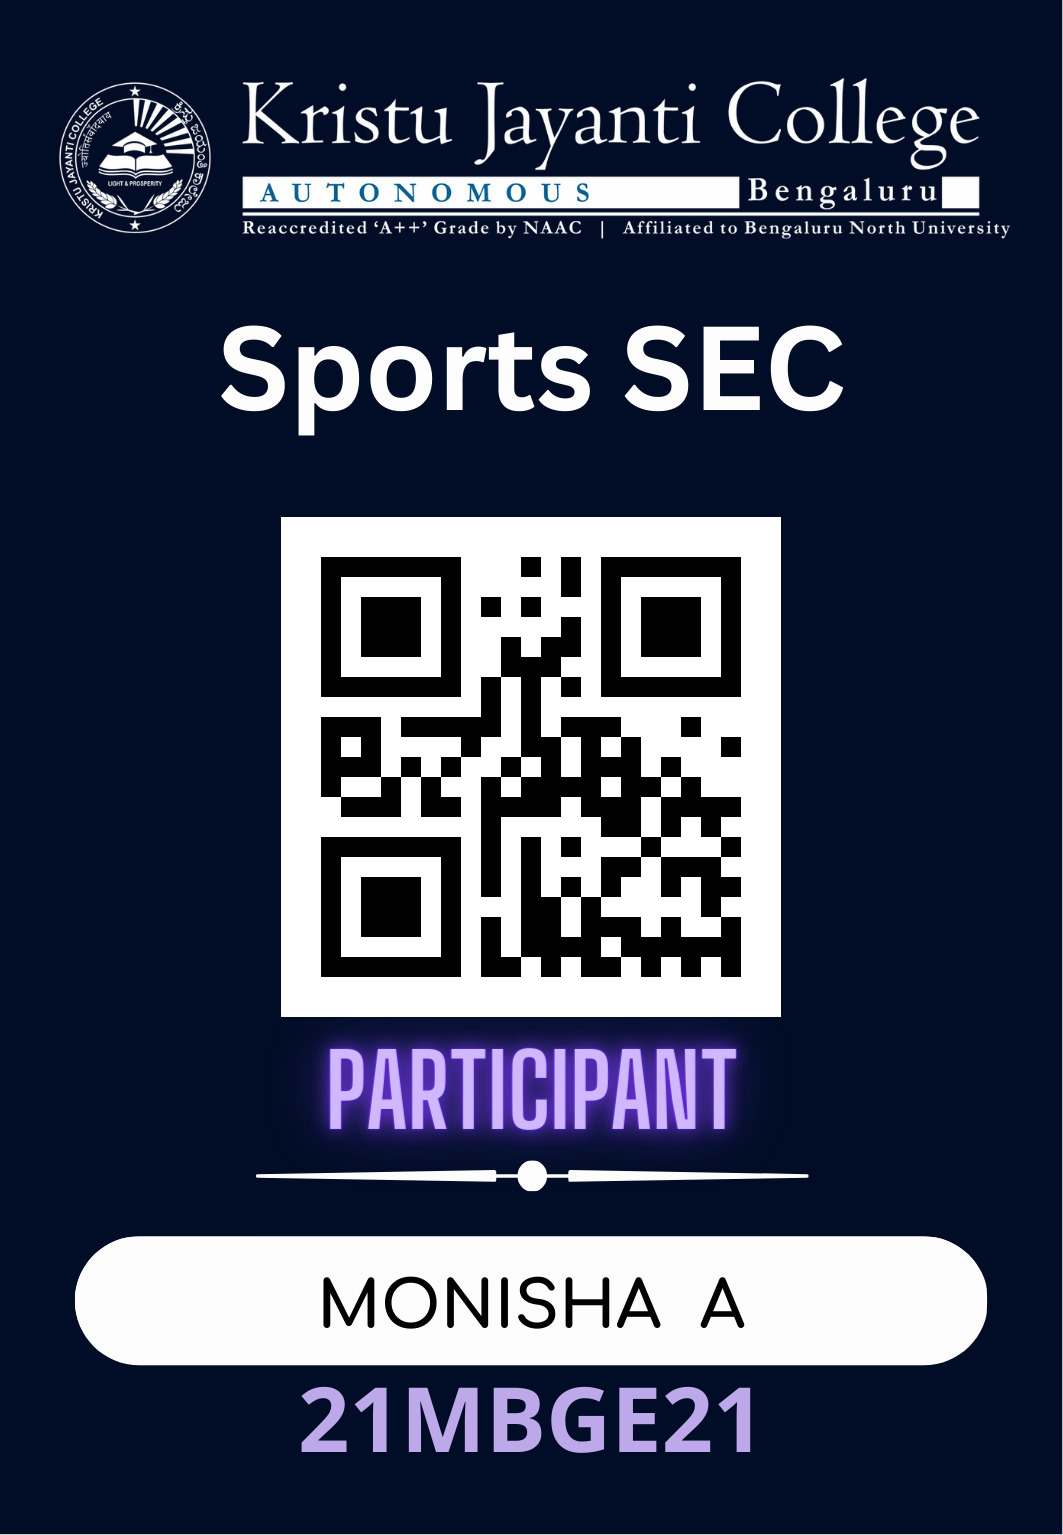 Kristu Jayanti College
AUTONOMOUS Bengaluru
Reaccredited ‘A++’ Grade by NAAC | Affiliated to Bengaluru North University
KRISTU JAYANTI COLLEGE
ಕ್ರಿಸ್ತು ಜಯಂತಿ ಕಾಲೇಜು
LIGHT & PROSPERITY
Sports SEC
PARTICIPANT
MONISHA A
21MBGE21